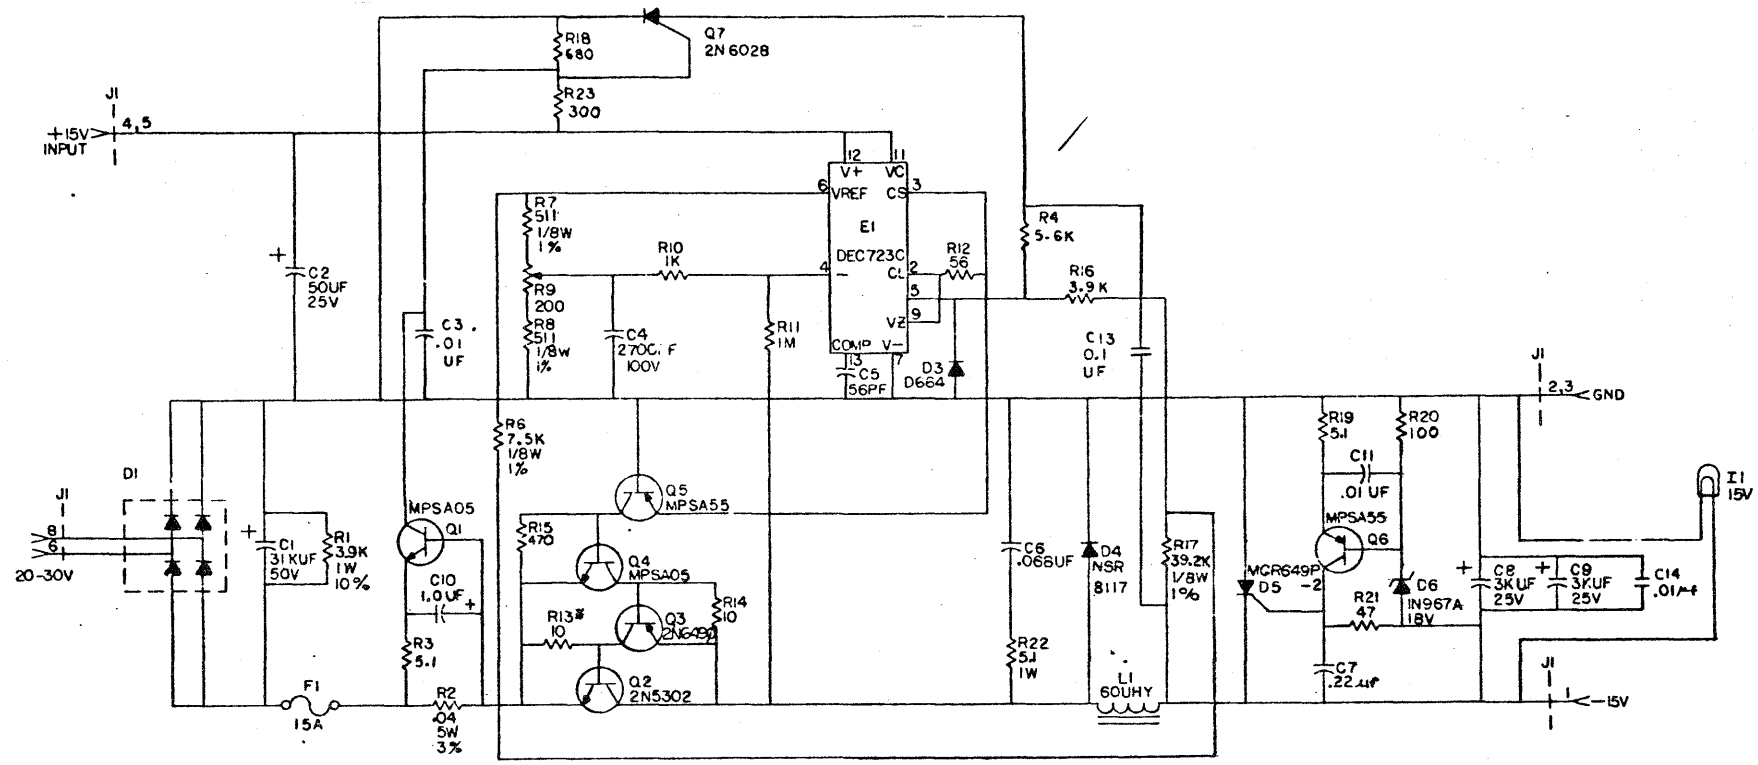 R18
680
Q7
2N6028
R23
300
J1
4,5
+15V
INPUT
12
11
V+
VC
6
VREF
CS
3
E1
DEC723C
4
−
CL
2
5
VZ
9
COMP
V−
13
7
R7
511
1/8W
1%
R9
200
R8
511
1/8W
1%
R10
1K
R12
56
R4
5.6K
R16
3.9K
+
C2
50UF
25V
C3
.01
UF
C4
100V
R11
1M
C5
56PF
D3
D664
C13
0.1
UF
J1
2,3
GND
R6
7.5K
1/8W
1%
R19
5.1
R20
100
C11
.01UF
I1
15V
D1
J1
8
6
20-30V
+
C1
31KUF
50V
R1
3.9K
1W
10%
MPSA05
Q1
C10
1.0UF
+
R3
5.1
F1
15A
R2
.04
5W
3%
Q5
MPSA55
R15
470
Q4
MPSA05
R13*
10
Q3
R14
10
Q2
2N5302
C6
.068UF
R22
5.1
1W
D4
NSR
8117
R17
39.2K
1/8W
1%
L1
60UHY
MCR649P
-2
D5
MPSA55
Q6
R21
47
D6
1N967A
18V
C7
.22uf
+
C8
3KUF
25V
+
C9
3KUF
25V
C14
.01uf
J1
1
−15V